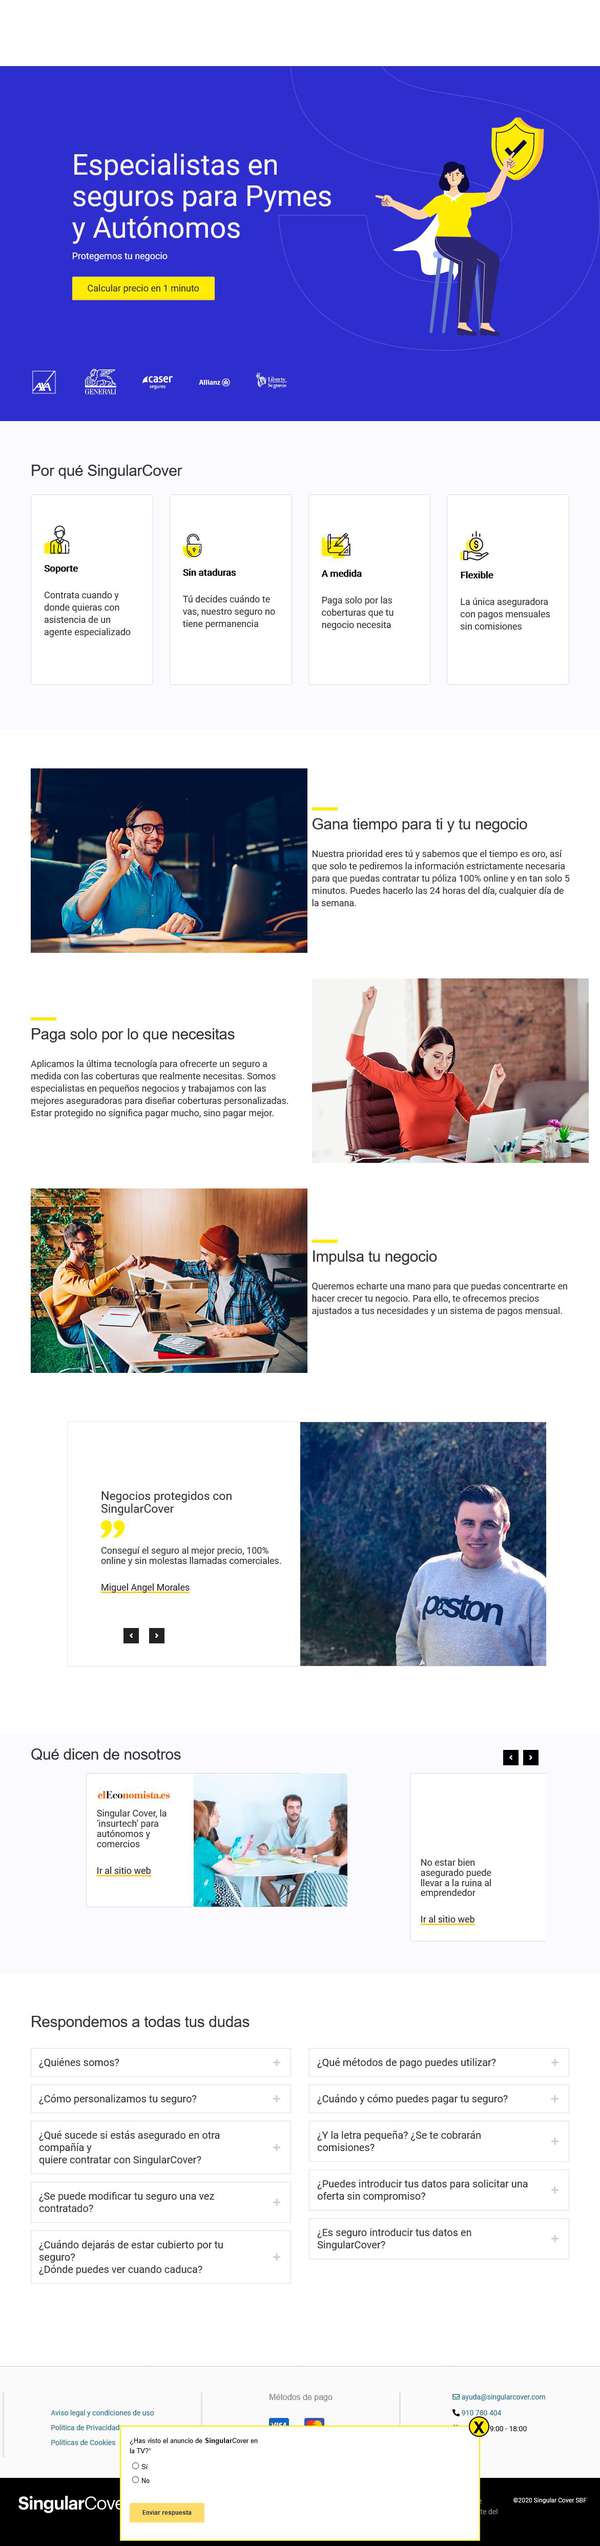 Especialistas en
seguros para Pymes
y Autónomos
Protegemos tu negocio
Calcular precio en 1 minuto
AXA
GENERALI
caser
seguros
Allianz
Liberty
Seguros
Por qué SingularCover
Soporte
Contrata cuando y
donde quieras con
asistencia de un
agente especializado
Sin ataduras
Tú decides cuándo te
vas, nuestro seguro no
tiene permanencia
A medida
Paga solo por las
coberturas que tu
negocio necesita
Flexible
La única aseguradora
con pagos mensuales
sin comisiones
Gana tiempo para ti y tu negocio
Nuestra prioridad eres tú y sabemos que el tiempo es oro, así
que solo te pediremos la información estrictamente necesaria
para que puedas contratar tu póliza 100% online y en tan solo 5
minutos. Puedes hacerlo las 24 horas del día, cualquier día de
la semana.
Paga solo por lo que necesitas
Aplicamos la última tecnología para ofrecerte un seguro a
medida con las coberturas que realmente necesitas. Somos
especialistas en pequeños negocios y trabajamos con las
mejores aseguradoras para diseñar coberturas personalizadas.
Estar protegido no significa pagar mucho, sino pagar mejor.
Impulsa tu negocio
Queremos echarte una mano para que puedas concentrarte en
hacer crecer tu negocio. Para ello, te ofrecemos precios
ajustados a tus necesidades y un sistema de pagos mensual.
Negocios protegidos con
SingularCover
Conseguí el seguro al mejor precio, 100%
online y sin molestas llamadas comerciales.
Miguel Angel Morales
Qué dicen de nosotros
elEconomista.es
Singular Cover, la
'insurtech' para
autónomos y
comercios
Ir al sitio web
No estar bien
asegurado puede
llevar a la ruina al
emprendedor
Ir al sitio web
Respondemos a todas tus dudas
¿Quiénes somos?
¿Cómo personalizamos tu seguro?
¿Qué sucede si estás asegurado en otra
compañía y
quiere contratar con SingularCover?
¿Se puede modificar tu seguro una vez
contratado?
¿Cuándo dejarás de estar cubierto por tu
seguro?
¿Dónde puedes ver cuando caduca?
¿Qué métodos de pago puedes utilizar?
¿Cuándo y cómo puedes pagar tu seguro?
¿Y la letra pequeña? ¿Se te cobrarán
comisiones?
¿Puedes introducir tus datos para solicitar una
oferta sin compromiso?
¿Es seguro introducir tus datos en
SingularCover?
Aviso legal y condiciones de uso
Politica de Privacidad
Políticas de Cookies
Métodos de pago
VISA
ayuda@singularcover.com
910 780 404
9:00 - 18:00
X
¿Has visto el anuncio de SingularCover en
la TV?*
Sí
No
Enviar respuesta
SingularCove
©2020 Singular Cover SBF
te del